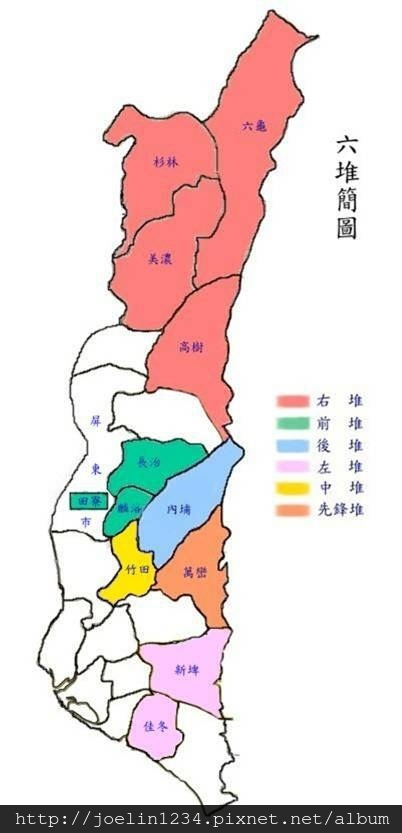 六龜
杉林
美濃
高樹
屏東市
長治
田寮
麟洛
內埔
竹田
萬巒
新埤
佳冬
六堆簡圖
右堆
前堆
後堆
左堆
中堆
先鋒堆
http://joelin1234.pixnet.net/album